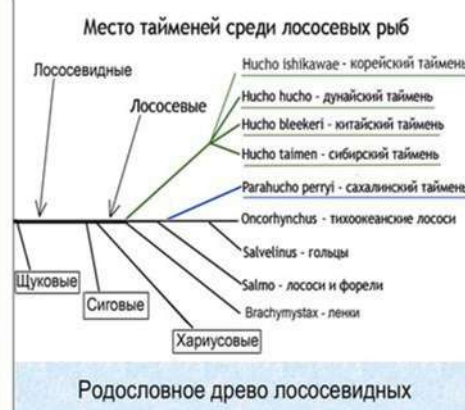 Место тайменей среди лососевых рыб
Лососевидные
Лососевые
Hucho ishikawae - корейский таймень
Hucho hucho - дунайский таймень
Hucho bleekeri - китайский таймень
Hucho taimen - сибирский таймень
Parahucho perryi - сахалинский таймень
Oncorhynchus - тихоокеанские лососи
Salvelinus - гольцы
Salmo - лососи и форели
Brachymystax - ленки
Щуковые
Сиговые
Хариусовые
Родословное древо лососевидных